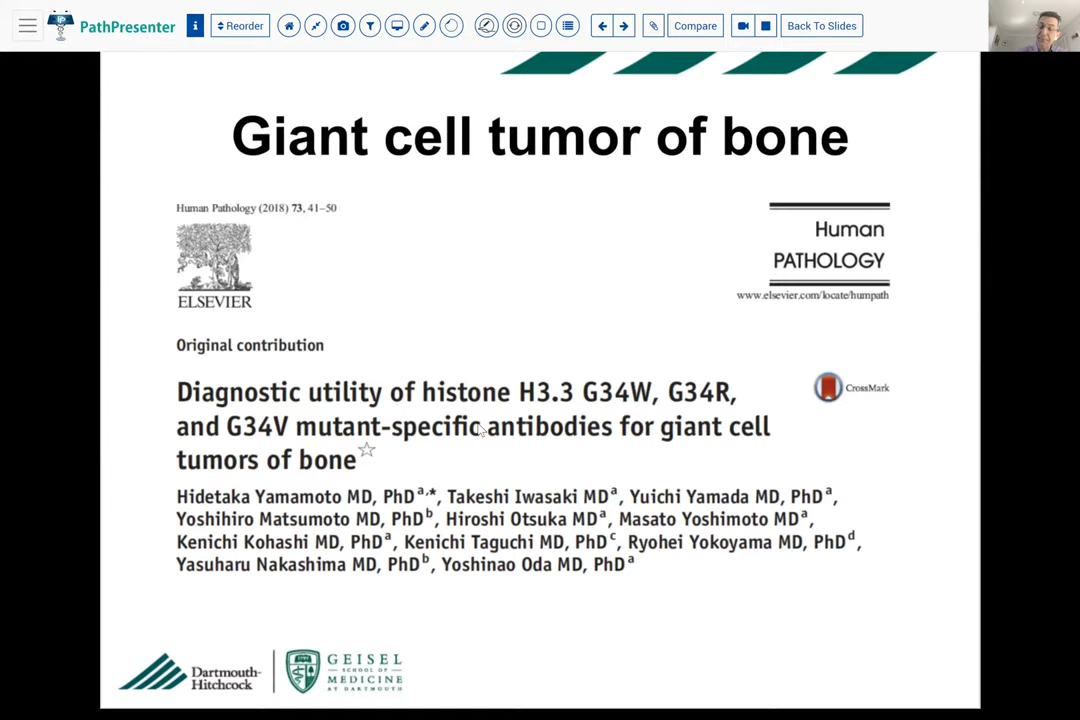 PathPresenter
i
Reorder
Compare
Back To Slides
Giant cell tumor of bone
Human Pathology (2018) 73, 41–50
Human
PATHOLOGY
ELSEVIER
www.elsevier.com/locate/humpath
Original contribution
Diagnostic utility of histone H3.3 G34W, G34R,
and G34V mutant-specific antibodies for giant cell
tumors of bone☆
CrossMark
Hidetaka Yamamoto MD, PhD a,*, Takeshi Iwasaki MD a, Yuichi Yamada MD, PhD a,
Yoshihiro Matsumoto MD, PhD b, Hiroshi Otsuka MD a, Masato Yoshimoto MD a,
Kenichi Kohashi MD, PhD a, Kenichi Taguchi MD, PhD c, Ryohei Yokoyama MD, PhD d,
Yasuharu Nakashima MD, PhD b, Yoshinao Oda MD, PhD a
Dartmouth-
Hitchcock
GEISEL
SCHOOL OF
MEDICINE
AT DARTMOUTH